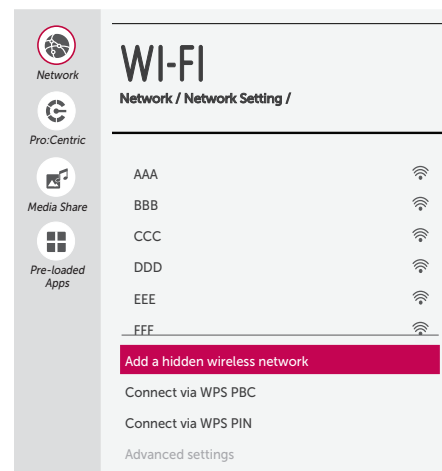 Network
Pro:Centric
Media Share
Pre-loaded
Apps
WI-FI
Network / Network Setting /
AAA
BBB
CCC
DDD
EEE
FFF
Add a hidden wireless network
Connect via WPS PBC
Connect via WPS PIN
Advanced settings